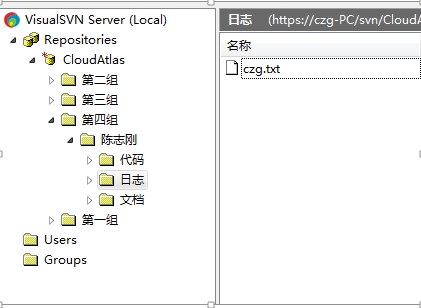 VisualSVN Server (Local)
Repositories
CloudAtlas
第二组
第三组
第四组
陈志刚
代码
日志
文档
第一组
Users
Groups
日志 (https://czg-PC/svn/CloudA
名称
czg.txt